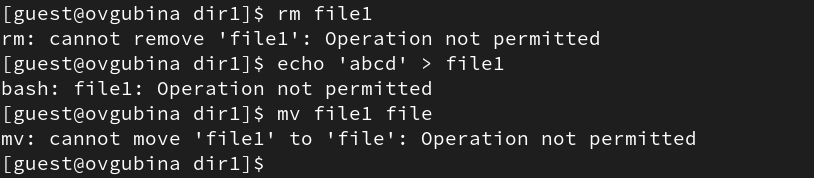 [guest@ovgubina dir1]$ rm file1
rm: cannot remove 'file1': Operation not permitted
[guest@ovgubina dir1]$ echo 'abcd' > file1
bash: file1: Operation not permitted
[guest@ovgubina dir1]$ mv file1 file
mv: cannot move 'file1' to 'file': Operation not permitted
[guest@ovgubina dir1]$